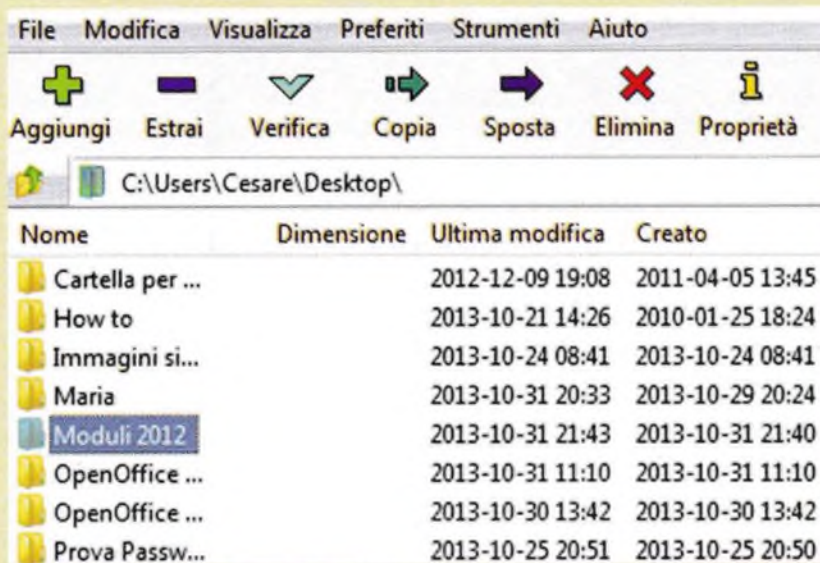 File Modifica Visualizza Preferiti Strumenti Aiuto
Aggiungi Estrai Verifica Copia Sposta Elimina Proprietà
C:\Users\Cesare\Desktop\
Nome Dimensione Ultima modifica Creato
Cartella per ... 2012-12-09 19:08 2011-04-05 13:45
How to 2013-10-21 14:26 2010-01-25 18:24
Immagini si... 2013-10-24 08:41 2013-10-24 08:41
Maria 2013-10-31 20:33 2013-10-29 20:24
Moduli 2012 2013-10-31 21:43 2013-10-31 21:40
OpenOffice ... 2013-10-31 11:10 2013-10-31 11:10
OpenOffice ... 2013-10-30 13:42 2013-10-30 13:42
Prova Passw... 2013-10-25 20:51 2013-10-25 20:50